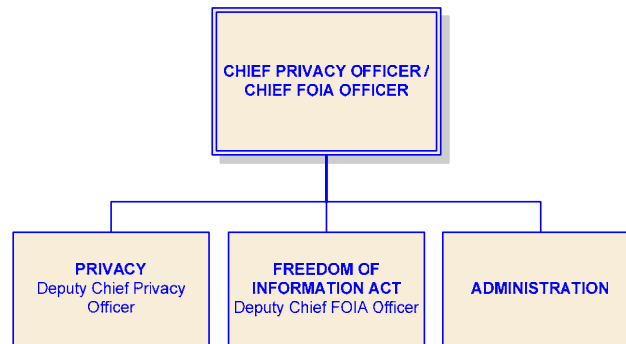 CHIEF PRIVACY OFFICER /
CHIEF FOIA OFFICER
PRIVACY
Deputy Chief Privacy
Officer
FREEDOM OF
INFORMATION ACT
Deputy Chief FOIA Officer
ADMINISTRATION